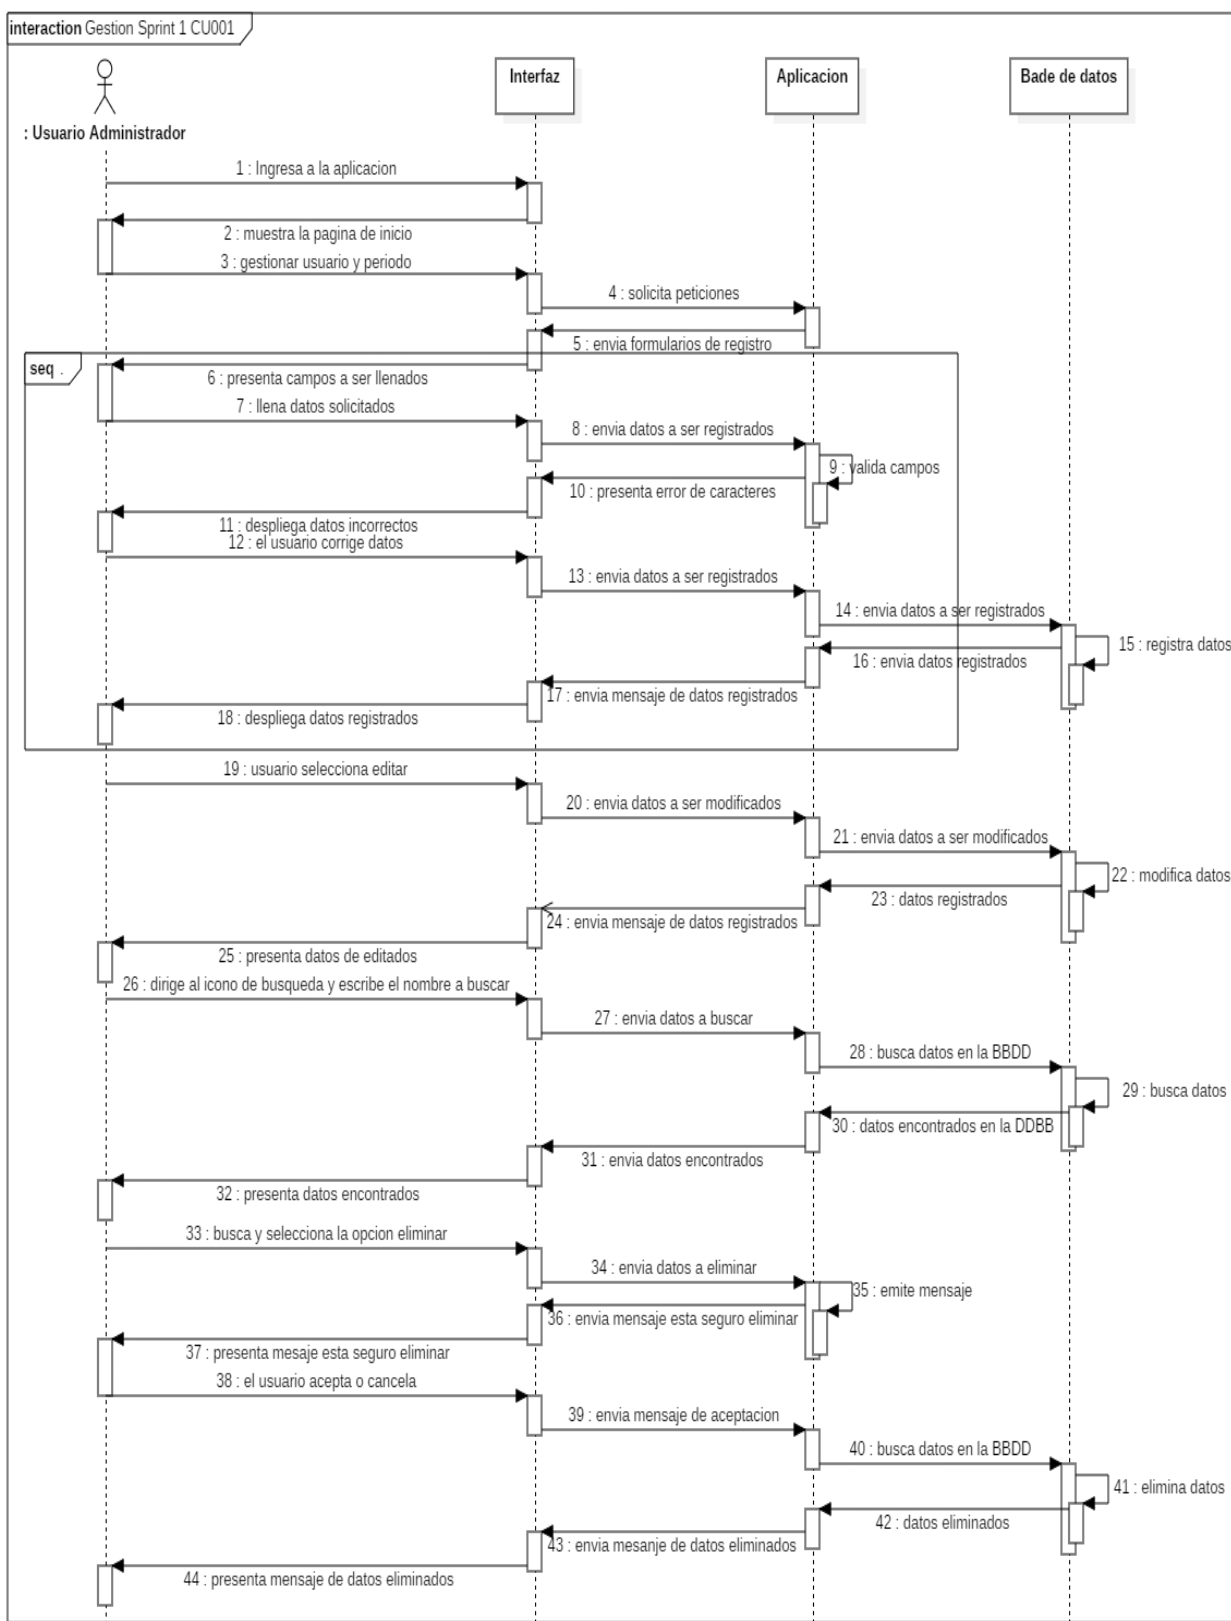 interaction Gestion Sprint 1 CU001
Interfaz
Aplicacion
Bade de datos
: Usuario Administrador
1 : Ingresa a la aplicacion
2 : muestra la pagina de inicio
3 : gestionar usuario y periodo
4 : solicita peticiones
5 : envia formularios de registro
seq .
6 : presenta campos a ser llenados
7 : llena datos solicitados
8 : envia datos a ser registrados
9 : valida campos
10 : presenta error de caracteres
11 : despliega datos incorrectos
12 : el usuario corrige datos
13 : envia datos a ser registrados
14 : envia datos a ser registrados
15 : registra datos
16 : envia datos registrados
17 : envia mensaje de datos registrados
18 : despliega datos registrados
19 : usuario selecciona editar
20 : envia datos a ser modificados
21 : envia datos a ser modificados
22 : modifica datos
23 : datos registrados
24 : envia mensaje de datos registrados
25 : presenta datos de editados
26 : dirige al icono de busqueda y escribe el nombre a buscar
27 : envia datos a buscar
28 : busca datos en la BBDD
29 : busca datos
30 : datos encontrados en la DDBB
31 : envia datos encontrados
32 : presenta datos encontrados
33 : busca y selecciona la opcion eliminar
34 : envia datos a eliminar
35 : emite mensaje
36 : envia mensaje esta seguro eliminar
37 : presenta mesaje esta seguro eliminar
38 : el usuario acepta o cancela
39 : envia mensaje de aceptacion
40 : busca datos en la BBDD
41 : elimina datos
42 : datos eliminados
43 : envia mesanje de datos eliminados
44 : presenta mensaje de datos eliminados